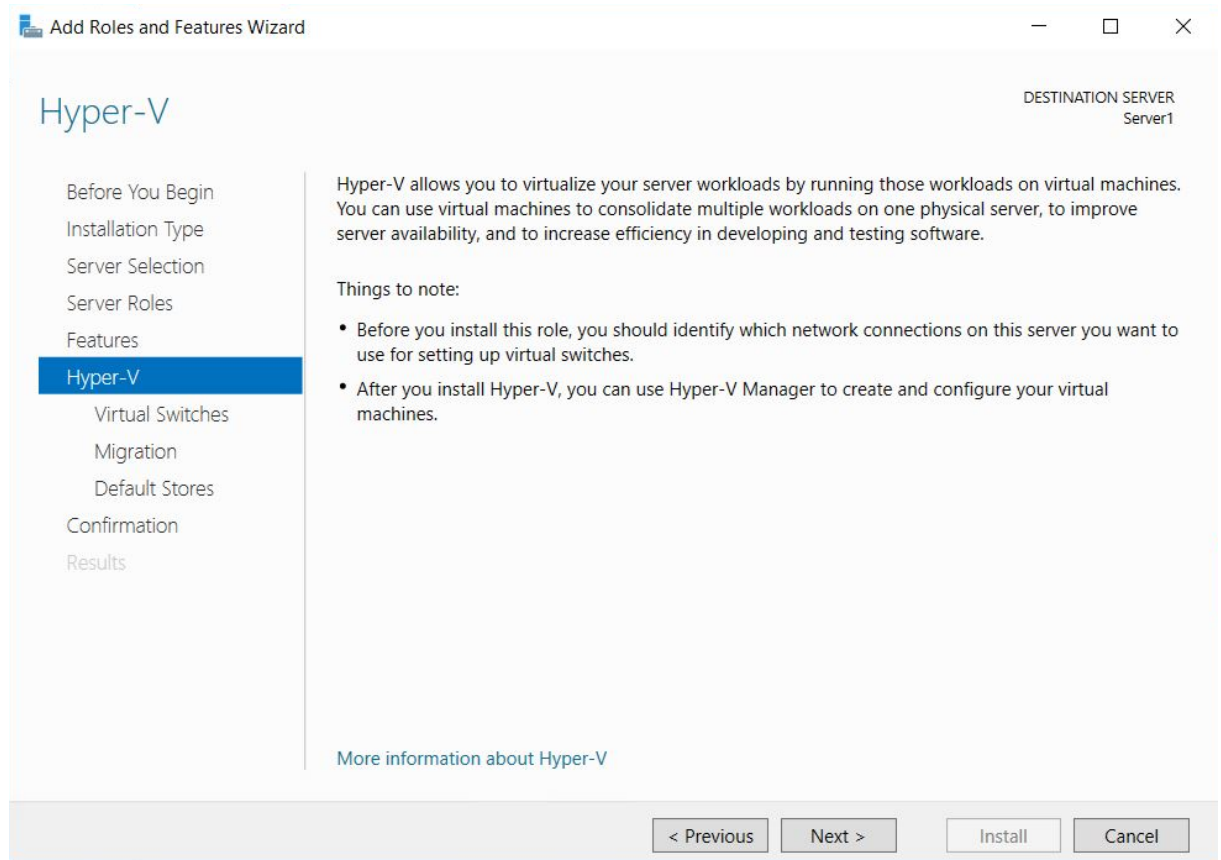 Add Roles and Features Wizard
Hyper-V
DESTINATION SERVER
Server1
Before You Begin
Installation Type
Server Selection
Server Roles
Features
Hyper-V
Virtual Switches
Migration
Default Stores
Confirmation
Results
Hyper-V allows you to virtualize your server workloads by running those workloads on virtual machines.
You can use virtual machines to consolidate multiple workloads on one physical server, to improve
server availability, and to increase efficiency in developing and testing software.
Things to note:
• Before you install this role, you should identify which network connections on this server you want to
use for setting up virtual switches.
• After you install Hyper-V, you can use Hyper-V Manager to create and configure your virtual
machines.
More information about Hyper-V
< Previous
Next >
Install
Cancel